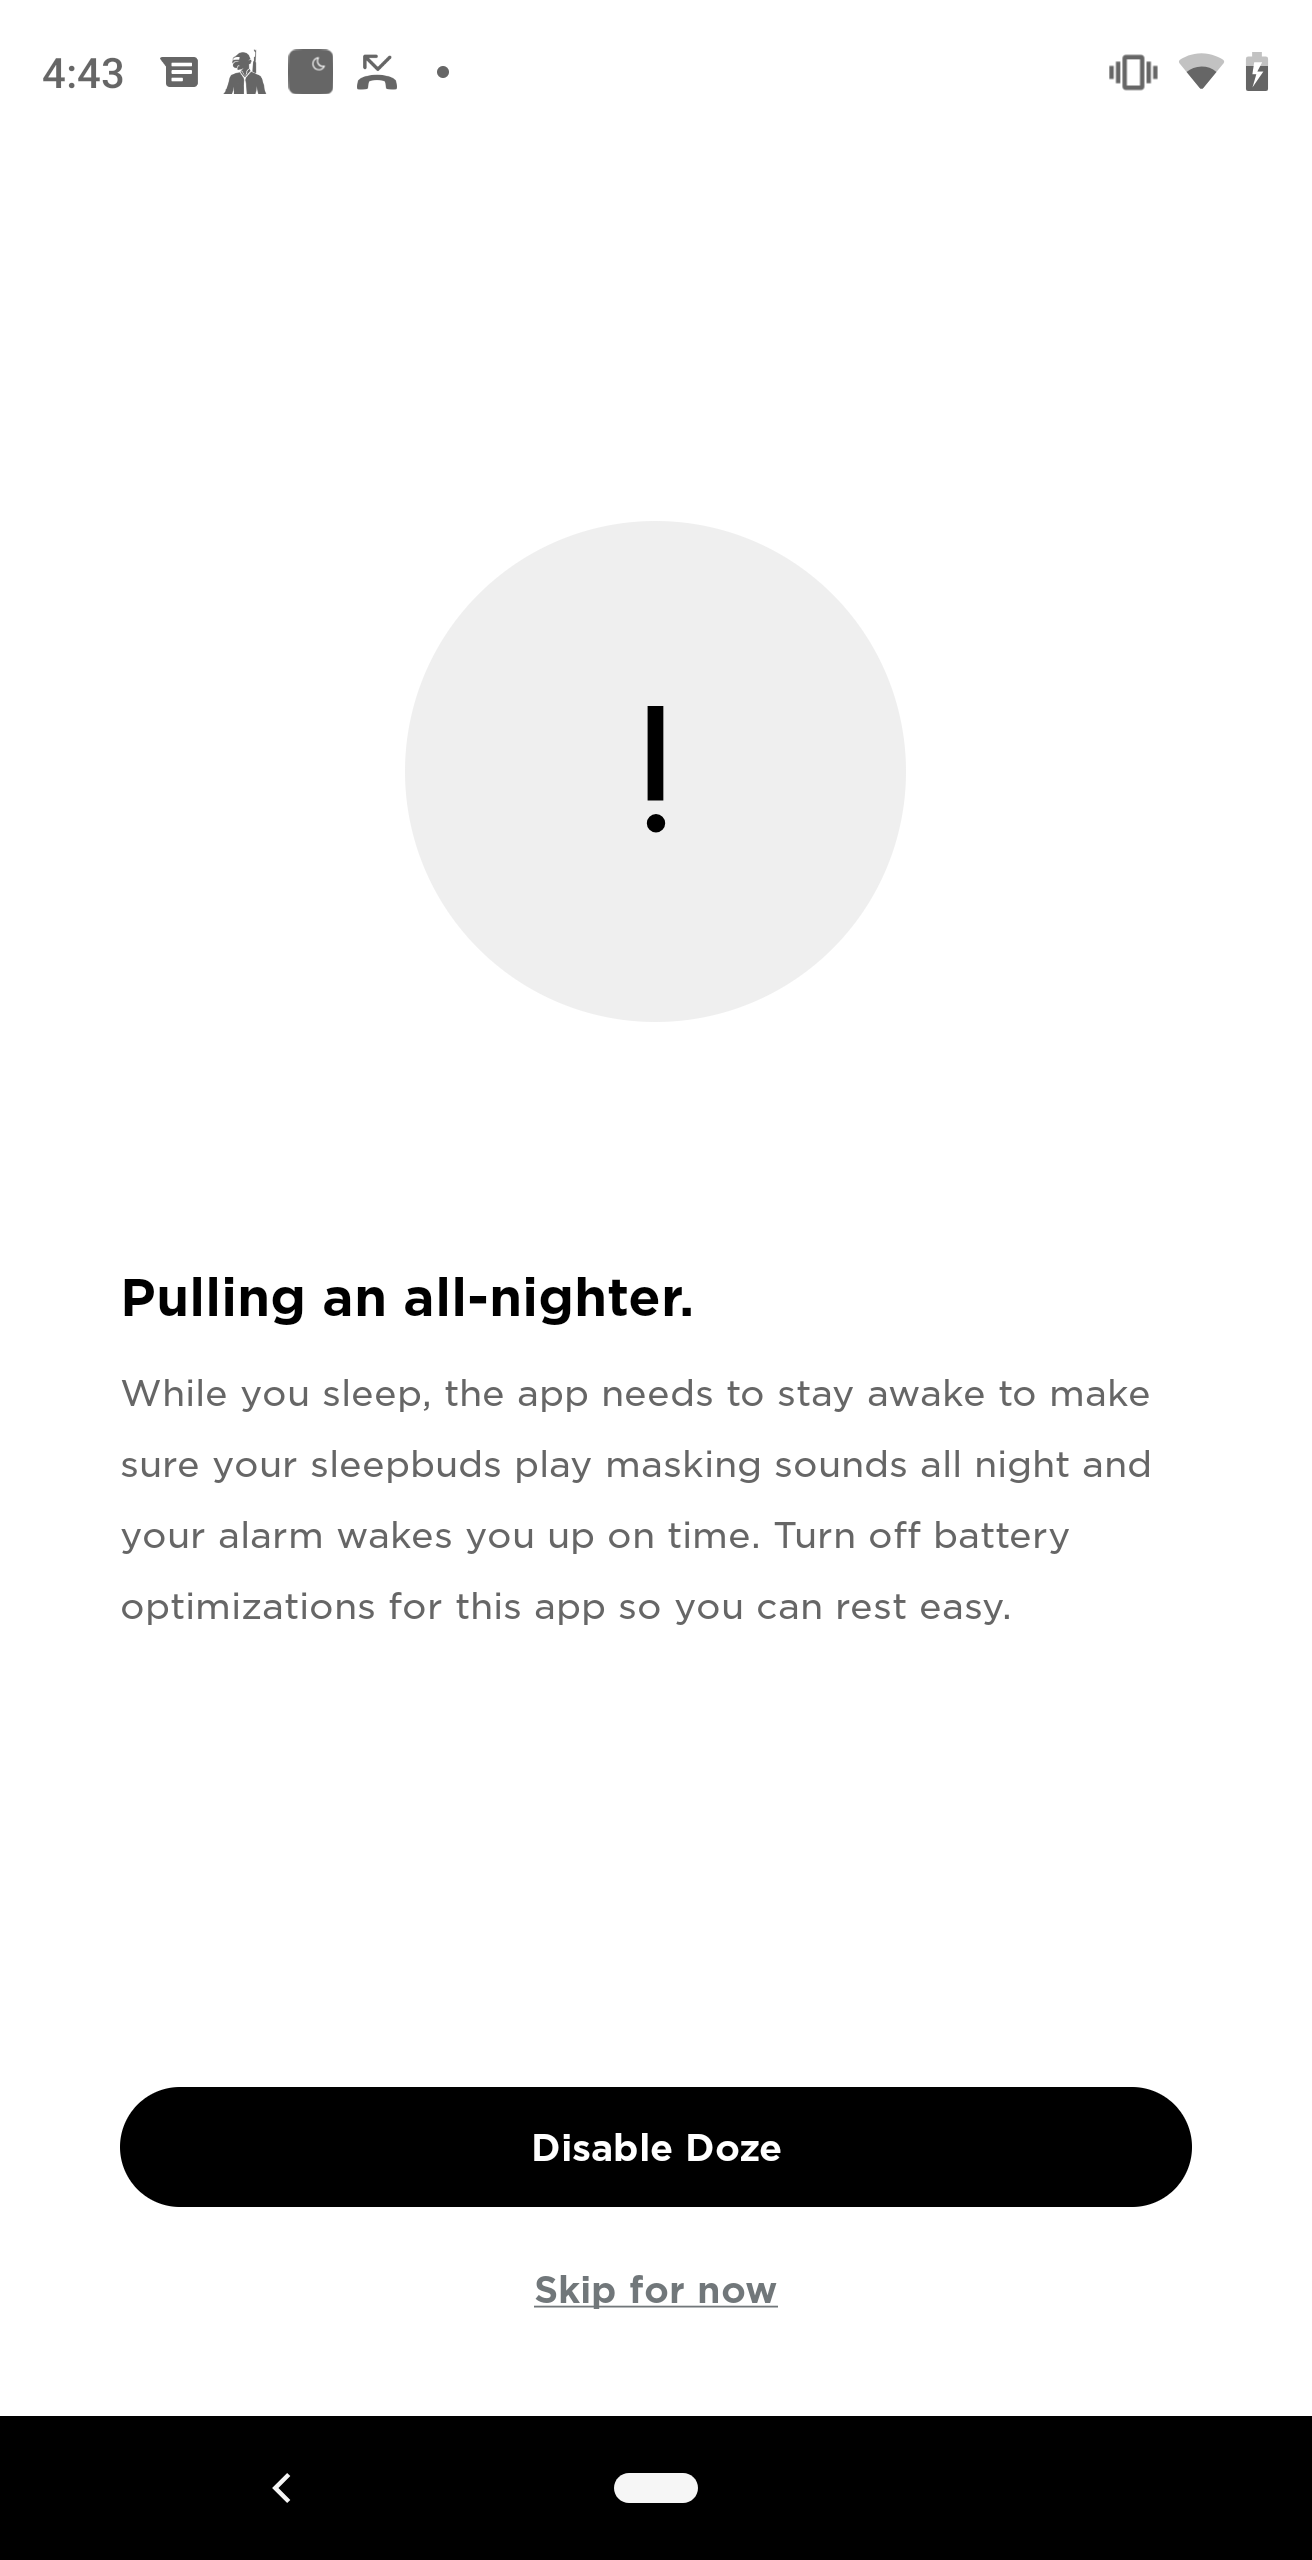 4:43
Pulling an all-nighter.
While you sleep, the app needs to stay awake to make
sure your sleepbuds play masking sounds all night and
your alarm wakes you up on time. Turn off battery
optimizations for this app so you can rest easy.
Disable Doze
Skip for now